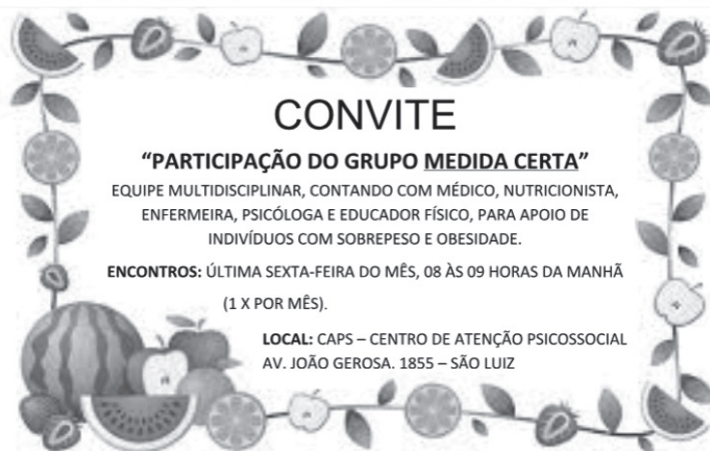 CONVITE
“PARTICIPAÇÃO DO GRUPO MEDIDA CERTA”
EQUIPE MULTIDISCIPLINAR, CONTANDO COM MÉDICO, NUTRICIONISTA,
ENFERMEIRA, PSICÓLOGA E EDUCADOR FÍSICO, PARA APOIO DE
INDIVÍDUOS COM SOBREPESO E OBESIDADE.
ENCONTROS: ÚLTIMA SEXTA-FEIRA DO MÊS, 08 ÀS 09 HORAS DA MANHÃ
(1 X POR MÊS).
LOCAL: CAPS – CENTRO DE ATENÇÃO PSICOSSOCIAL
AV. JOÃO GEROSA. 1855 – SÃO LUIZ